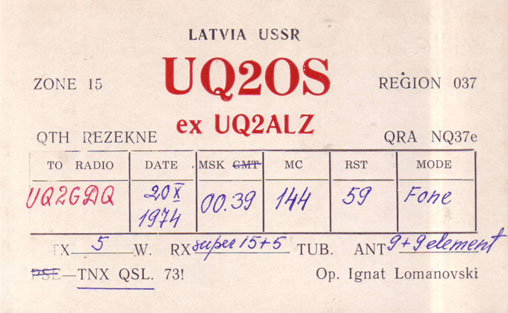 LATVIA USSR
ZONE 15 UQ2OS REGION 037
ex UQ2ALZ
QTH REZEKNE QRA NQ37e
TO RADIO DATE MSK GMT MC RST MODE
UQ2GDQ 20 X 1974 00.39 144 59 Fone
TX 5 W. RX super 15+5 TUB. ANT 9+9 element
PSE—TNX QSL. 73! Op. Ignat Lomanovski